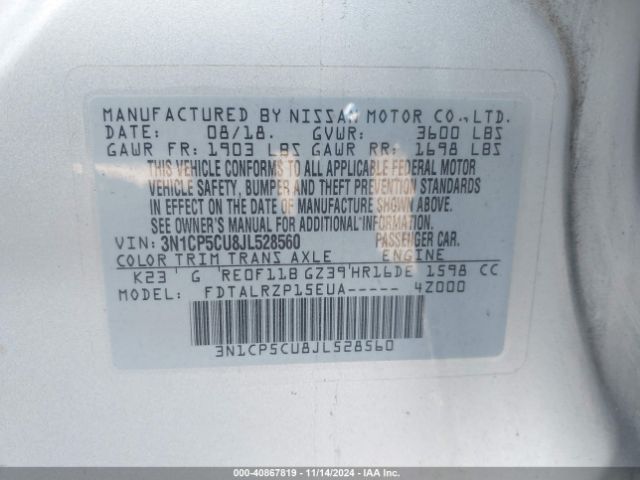 MANUFACTURED BY NISSAN MOTOR CO.,LTD.
DATE: 08/18. GVWR: 3600 LBS
GAWR FR: 1903 LBS GAWR RR: 1698 LBS
THIS VEHICLE CONFORMS TO ALL APPLICABLE FEDERAL MOTOR
VEHICLE SAFETY, BUMPER AND THEFT PREVENTION STANDARDS
IN EFFECT ON THE DATE OF MANUFACTURE SHOWN ABOVE.
SEE OWNER'S MANUAL FOR ADDITIONAL INFORMATION.
VIN: 3N1CP5CU8JL528560 PASSENGER CAR.
COLOR TRIM TRANS AXLE ENGINE
K23 G RE0F11B GZ39 HR16DE 1598 CC
MODEL: FDTALRZP15EUA----- 4Z000
3N1CP5CU8JL528560
000-40867819 - 11/14/2024 - IAA Inc.